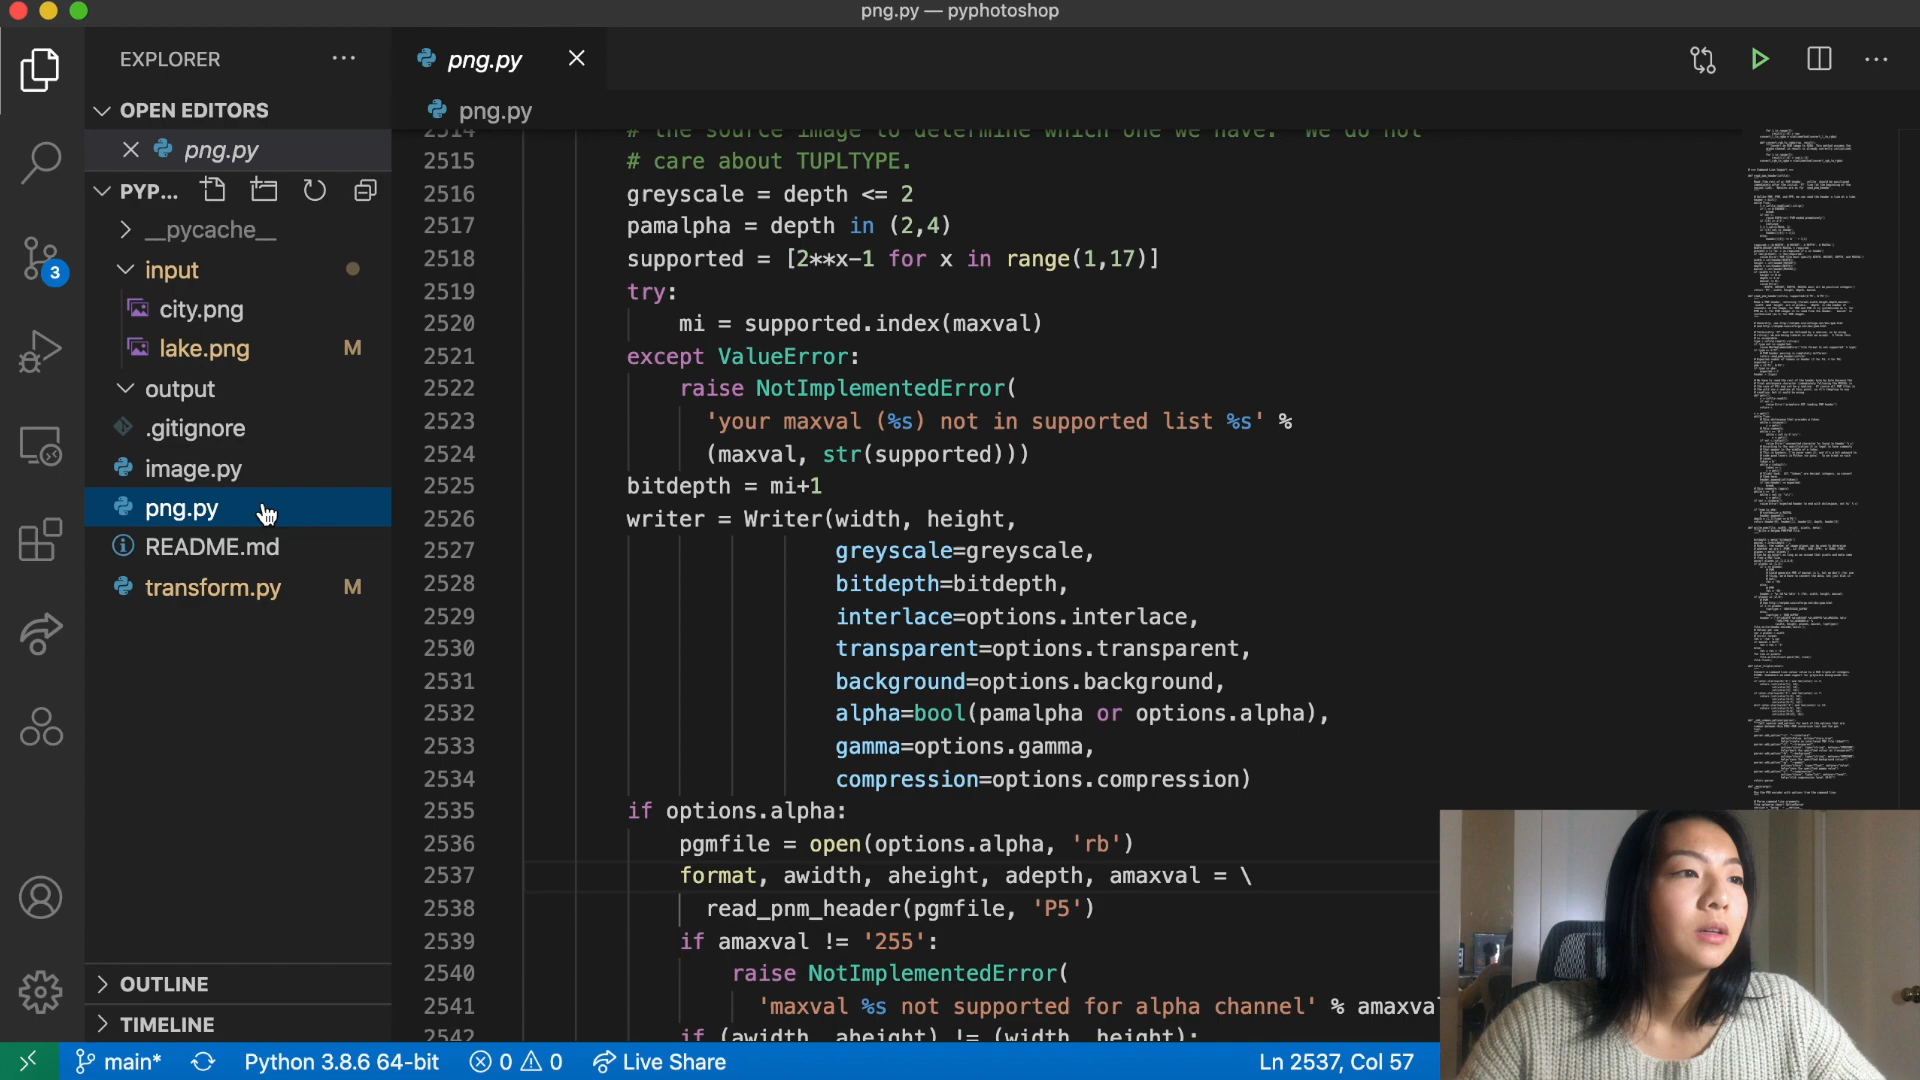 png.py — pyphotoshop
EXPLORER
OPEN EDITORS
png.py
PYP...
__pycache__
input
city.png
lake.png M
output
.gitignore
image.py
png.py
README.md
transform.py M
OUTLINE
TIMELINE
3
png.py
png.py
2514 # the source image to determine which one we have. We do not
2515 # care about TUPLTYPE.
2516 greyscale = depth <= 2
2517 pamalpha = depth in (2,4)
2518 supported = [2**x-1 for x in range(1,17)]
2519 try:
2520 mi = supported.index(maxval)
2521 except ValueError:
2522 raise NotImplementedError(
2523 'your maxval (%s) not in supported list %s' %
2524 (maxval, str(supported)))
2525 bitdepth = mi+1
2526 writer = Writer(width, height,
2527 greyscale=greyscale,
2528 bitdepth=bitdepth,
2529 interlace=options.interlace,
2530 transparent=options.transparent,
2531 background=options.background,
2532 alpha=bool(pamalpha or options.alpha),
2533 gamma=options.gamma,
2534 compression=options.compression)
2535 if options.alpha:
2536 pgmfile = open(options.alpha, 'rb')
2537 format, awidth, aheight, adepth, amaxval = \
2538 read_pnm_header(pgmfile, 'P5')
2539 if amaxval != '255':
2540 raise NotImplementedError(
2541 'maxval %s not supported for alpha channel' % amaxva
2542 if (awidth, aheight) != (width, height):
main* Python 3.8.6 64-bit 0 0 Live Share Ln 2537, Col 57